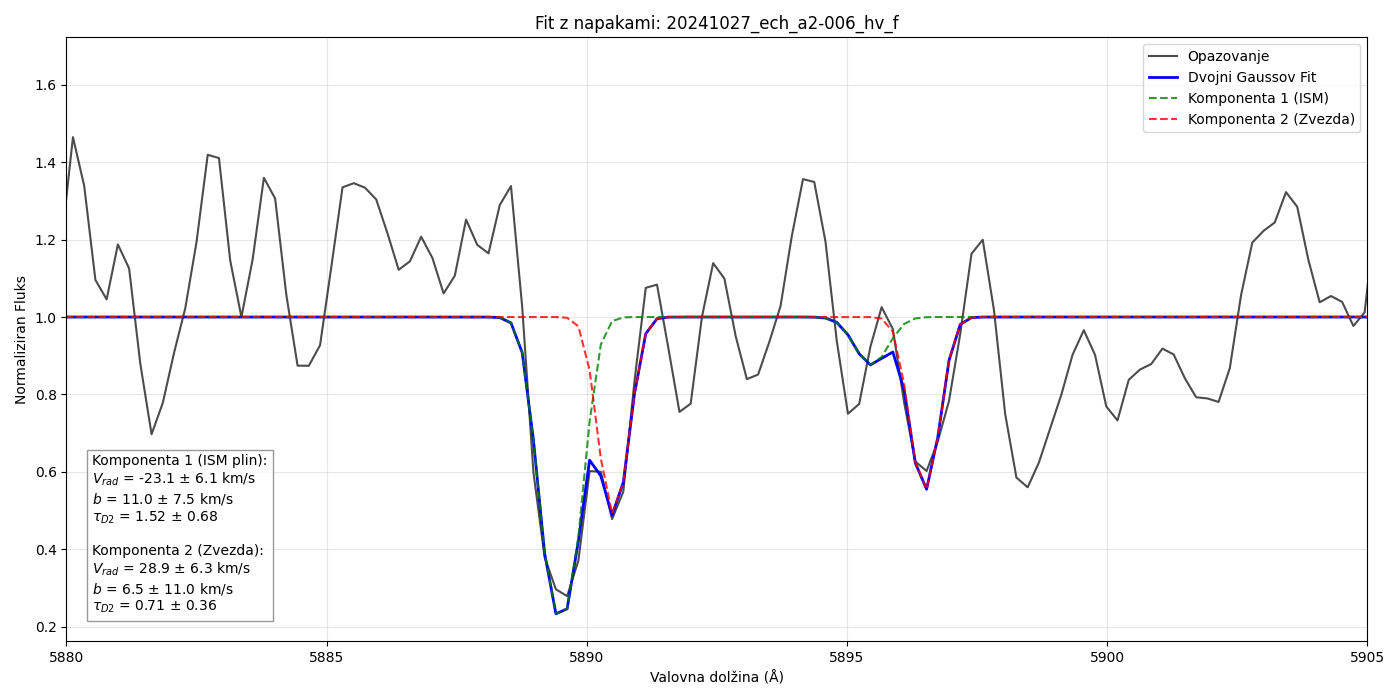 Fit z napakami: 20241027_ech_a2-006_hv_f
Normaliziran Fluks
1.6
1.4
1.2
1.0
0.8
0.6
0.4
0.2
Opazovanje
Dvojni Gaussov Fit
Komponenta 1 (ISM)
Komponenta 2 (Zvezda)
Komponenta 1 (ISM plin):
V_rad = -23.1 ± 6.1 km/s
b = 11.0 ± 7.5 km/s
τ_D2 = 1.52 ± 0.68
Komponenta 2 (Zvezda):
V_rad = 28.9 ± 6.3 km/s
b = 6.5 ± 11.0 km/s
τ_D2 = 0.71 ± 0.36
5880 5885 5890 5895 5900 5905
Valovna dolžina (Å)